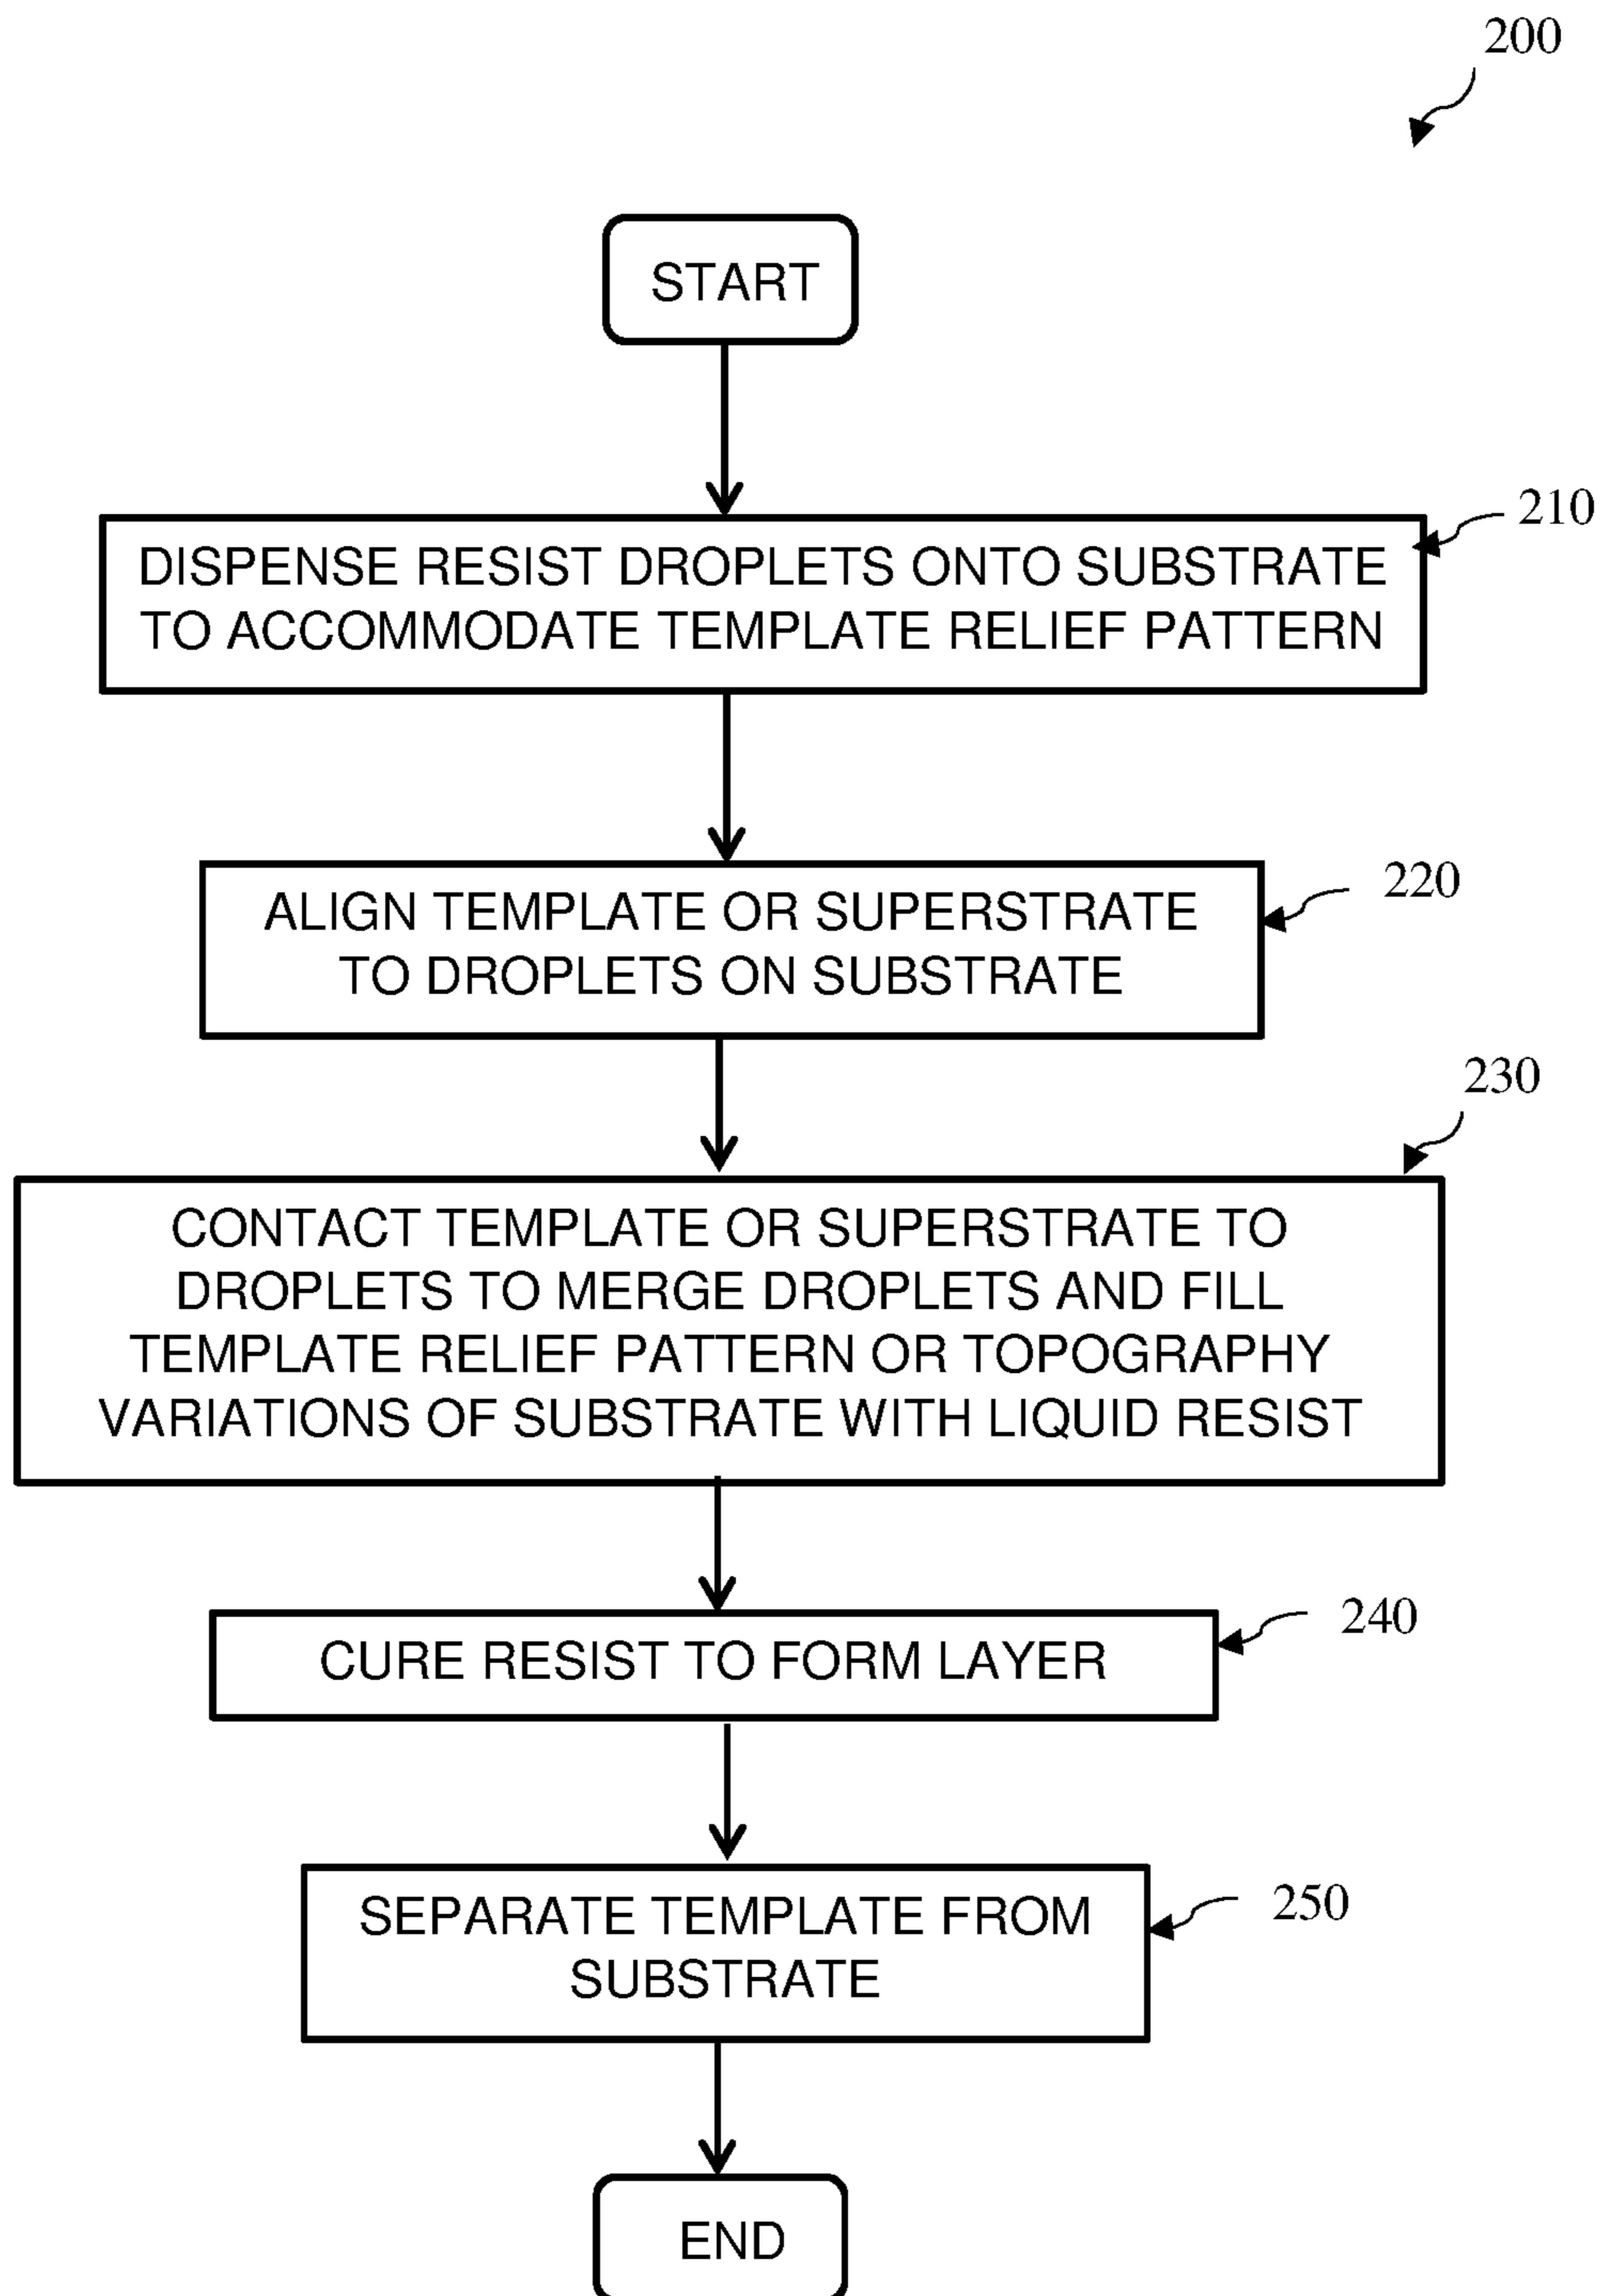 200
START
210
DISPENSE RESIST DROPLETS ONTO SUBSTRATE
TO ACCOMMODATE TEMPLATE RELIEF PATTERN
220
ALIGN TEMPLATE OR SUPERSTRATE
TO DROPLETS ON SUBSTRATE
230
CONTACT TEMPLATE OR SUPERSTRATE TO
DROPLETS TO MERGE DROPLETS AND FILL
TEMPLATE RELIEF PATTERN OR TOPOGRAPHY
VARIATIONS OF SUBSTRATE WITH LIQUID RESIST
240
CURE RESIST TO FORM LAYER
250
SEPARATE TEMPLATE FROM
SUBSTRATE
END